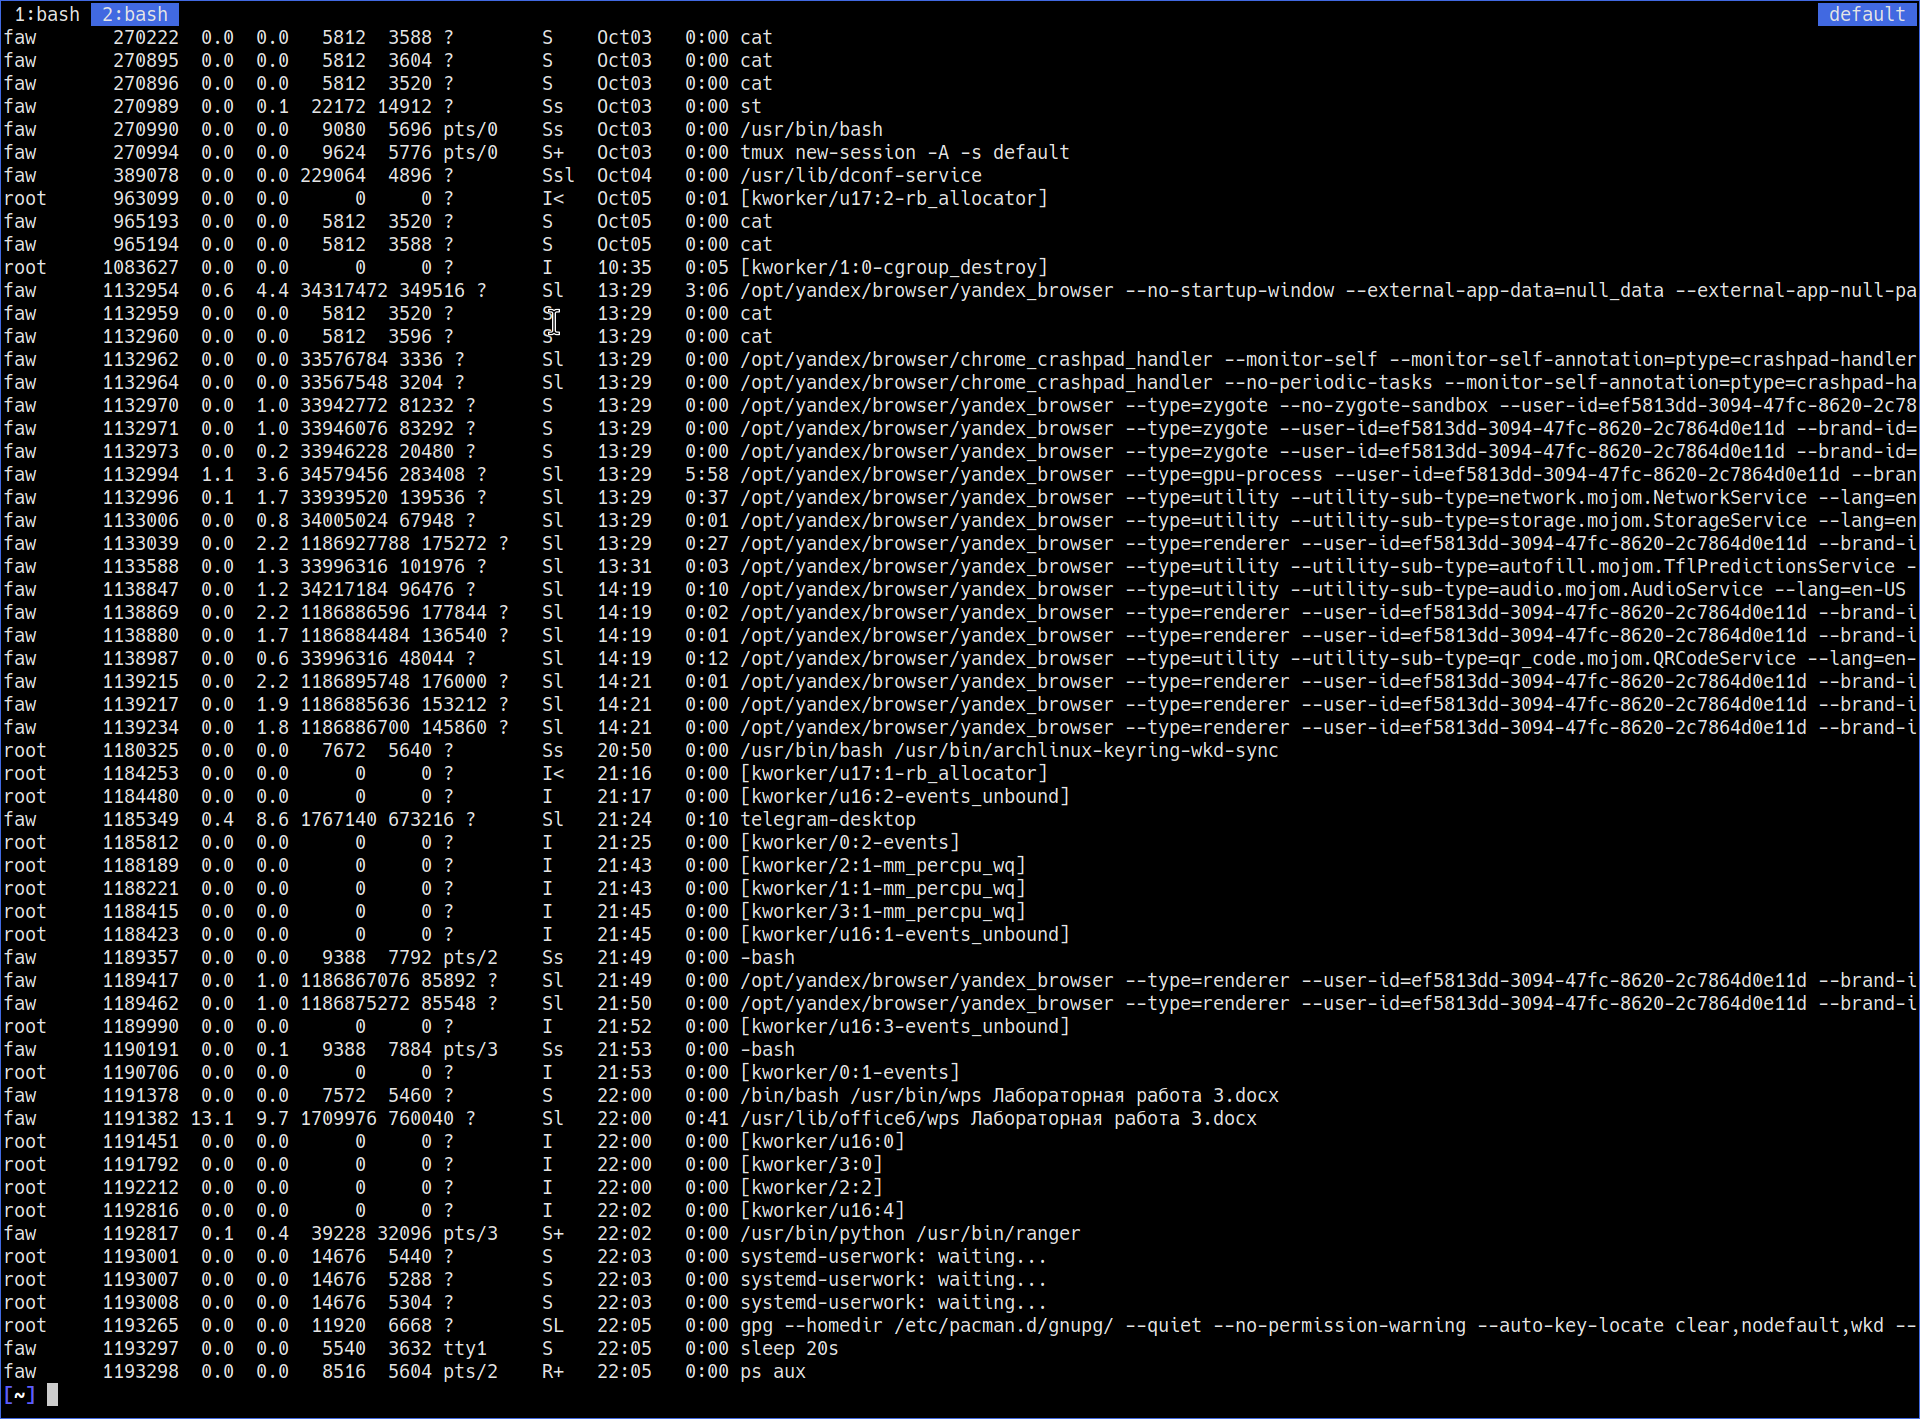 1:bash 2:bash default
faw 270222 0.0 0.0 5812 3588 ? S Oct03 0:00 cat
faw 270895 0.0 0.0 5812 3604 ? S Oct03 0:00 cat
faw 270896 0.0 0.0 5812 3520 ? S Oct03 0:00 cat
faw 270989 0.0 0.1 22172 14912 ? Ss Oct03 0:00 st
faw 270990 0.0 0.0 9080 5696 pts/0 Ss Oct03 0:00 /usr/bin/bash
faw 270994 0.0 0.0 9624 5776 pts/0 S+ Oct03 0:00 tmux new-session -A -s default
faw 389078 0.0 0.0 229064 4896 ? Ssl Oct04 0:00 /usr/lib/dconf-service
root 963099 0.0 0.0 0 0 ? I< Oct05 0:01 [kworker/u17:2-rb_allocator]
faw 965193 0.0 0.0 5812 3520 ? S Oct05 0:00 cat
faw 965194 0.0 0.0 5812 3588 ? S Oct05 0:00 cat
root 1083627 0.0 0.0 0 0 ? I 10:35 0:05 [kworker/1:0-cgroup_destroy]
faw 1132954 0.6 4.4 34317472 349516 ? Sl 13:29 3:06 /opt/yandex/browser/yandex_browser --no-startup-window --external-app-data=null_data --external-app-null-pa
faw 1132959 0.0 0.0 5812 3520 ? S 13:29 0:00 cat
faw 1132960 0.0 0.0 5812 3596 ? S 13:29 0:00 cat
faw 1132962 0.0 0.0 33576784 3336 ? Sl 13:29 0:00 /opt/yandex/browser/chrome_crashpad_handler --monitor-self --monitor-self-annotation=ptype=crashpad-handler
faw 1132964 0.0 0.0 33567548 3204 ? Sl 13:29 0:00 /opt/yandex/browser/chrome_crashpad_handler --no-periodic-tasks --monitor-self-annotation=ptype=crashpad-ha
faw 1132970 0.0 1.0 33942772 81232 ? S 13:29 0:00 /opt/yandex/browser/yandex_browser --type=zygote --no-zygote-sandbox --user-id=ef5813dd-3094-47fc-8620-2c78
faw 1132971 0.0 1.0 33946076 83292 ? S 13:29 0:00 /opt/yandex/browser/yandex_browser --type=zygote --user-id=ef5813dd-3094-47fc-8620-2c7864d0e11d --brand-id=
faw 1132973 0.0 0.2 33946228 20480 ? S 13:29 0:00 /opt/yandex/browser/yandex_browser --type=zygote --user-id=ef5813dd-3094-47fc-8620-2c7864d0e11d --brand-id=
faw 1132994 1.1 3.6 34579456 283408 ? Sl 13:29 5:58 /opt/yandex/browser/yandex_browser --type=gpu-process --user-id=ef5813dd-3094-47fc-8620-2c7864d0e11d --bran
faw 1132996 0.1 1.7 33939520 139536 ? Sl 13:29 0:37 /opt/yandex/browser/yandex_browser --type=utility --utility-sub-type=network.mojom.NetworkService --lang=en
faw 1133006 0.0 0.8 34005024 67948 ? Sl 13:29 0:01 /opt/yandex/browser/yandex_browser --type=utility --utility-sub-type=storage.mojom.StorageService --lang=en
faw 1133039 0.0 2.2 1186927788 175272 ? Sl 13:29 0:27 /opt/yandex/browser/yandex_browser --type=renderer --user-id=ef5813dd-3094-47fc-8620-2c7864d0e11d --brand-i
faw 1133588 0.0 1.3 33996316 101976 ? Sl 13:31 0:03 /opt/yandex/browser/yandex_browser --type=utility --utility-sub-type=autofill.mojom.TflPredictionsService -
faw 1138847 0.0 1.2 34217184 96476 ? Sl 14:19 0:10 /opt/yandex/browser/yandex_browser --type=utility --utility-sub-type=audio.mojom.AudioService --lang=en-US
faw 1138869 0.0 2.2 1186886596 177844 ? Sl 14:19 0:02 /opt/yandex/browser/yandex_browser --type=renderer --user-id=ef5813dd-3094-47fc-8620-2c7864d0e11d --brand-i
faw 1138880 0.0 1.7 1186884484 136540 ? Sl 14:19 0:01 /opt/yandex/browser/yandex_browser --type=renderer --user-id=ef5813dd-3094-47fc-8620-2c7864d0e11d --brand-i
faw 1138987 0.0 0.6 33996316 48044 ? Sl 14:19 0:12 /opt/yandex/browser/yandex_browser --type=utility --utility-sub-type=qr_code.mojom.QRCodeService --lang=en-
faw 1139215 0.0 2.2 1186895748 176000 ? Sl 14:21 0:01 /opt/yandex/browser/yandex_browser --type=renderer --user-id=ef5813dd-3094-47fc-8620-2c7864d0e11d --brand-i
faw 1139217 0.0 1.9 1186885636 153212 ? Sl 14:21 0:00 /opt/yandex/browser/yandex_browser --type=renderer --user-id=ef5813dd-3094-47fc-8620-2c7864d0e11d --brand-i
faw 1139234 0.0 1.8 1186886700 145860 ? Sl 14:21 0:00 /opt/yandex/browser/yandex_browser --type=renderer --user-id=ef5813dd-3094-47fc-8620-2c7864d0e11d --brand-i
root 1180325 0.0 0.0 7672 5640 ? Ss 20:50 0:00 /usr/bin/bash /usr/bin/archlinux-keyring-wkd-sync
root 1184253 0.0 0.0 0 0 ? I< 21:16 0:00 [kworker/u17:1-rb_allocator]
root 1184480 0.0 0.0 0 0 ? I 21:17 0:00 [kworker/u16:2-events_unbound]
faw 1185349 0.4 8.6 1767140 673216 ? Sl 21:24 0:10 telegram-desktop
root 1185812 0.0 0.0 0 0 ? I 21:25 0:00 [kworker/0:2-events]
root 1188189 0.0 0.0 0 0 ? I 21:43 0:00 [kworker/2:1-mm_percpu_wq]
root 1188221 0.0 0.0 0 0 ? I 21:43 0:00 [kworker/1:1-mm_percpu_wq]
root 1188415 0.0 0.0 0 0 ? I 21:45 0:00 [kworker/3:1-mm_percpu_wq]
root 1188423 0.0 0.0 0 0 ? I 21:45 0:00 [kworker/u16:1-events_unbound]
faw 1189357 0.0 0.0 9388 7792 pts/2 Ss 21:49 0:00 -bash
faw 1189417 0.0 1.0 1186867076 85892 ? Sl 21:49 0:00 /opt/yandex/browser/yandex_browser --type=renderer --user-id=ef5813dd-3094-47fc-8620-2c7864d0e11d --brand-i
faw 1189462 0.0 1.0 1186875272 85548 ? Sl 21:50 0:00 /opt/yandex/browser/yandex_browser --type=renderer --user-id=ef5813dd-3094-47fc-8620-2c7864d0e11d --brand-i
root 1189990 0.0 0.0 0 0 ? I 21:52 0:00 [kworker/u16:3-events_unbound]
faw 1190191 0.0 0.1 9388 7884 pts/3 Ss 21:53 0:00 -bash
root 1190706 0.0 0.0 0 0 ? I 21:53 0:00 [kworker/0:1-events]
faw 1191378 0.0 0.0 7572 5460 ? S 22:00 0:00 /bin/bash /usr/bin/wps Лабораторная работа 3.docx
faw 1191382 13.1 9.7 1709976 760040 ? Sl 22:00 0:41 /usr/lib/office6/wps Лабораторная работа 3.docx
root 1191451 0.0 0.0 0 0 ? I 22:00 0:00 [kworker/u16:0]
root 1191792 0.0 0.0 0 0 ? I 22:00 0:00 [kworker/3:0]
root 1192212 0.0 0.0 0 0 ? I 22:00 0:00 [kworker/2:2]
root 1192816 0.0 0.0 0 0 ? I 22:02 0:00 [kworker/u16:4]
faw 1192817 0.1 0.4 39228 32096 pts/3 S+ 22:02 0:00 /usr/bin/python /usr/bin/ranger
root 1193001 0.0 0.0 14676 5440 ? S 22:03 0:00 systemd-userwork: waiting...
root 1193007 0.0 0.0 14676 5288 ? S 22:03 0:00 systemd-userwork: waiting...
root 1193008 0.0 0.0 14676 5304 ? S 22:03 0:00 systemd-userwork: waiting...
root 1193265 0.0 0.0 11920 6668 ? SL 22:05 0:00 gpg --homedir /etc/pacman.d/gnupg/ --quiet --no-permission-warning --auto-key-locate clear,nodefault,wkd --
faw 1193297 0.0 0.0 5540 3632 tty1 S 22:05 0:00 sleep 20s
faw 1193298 0.0 0.0 8516 5604 pts/2 R+ 22:05 0:00 ps aux
[~]